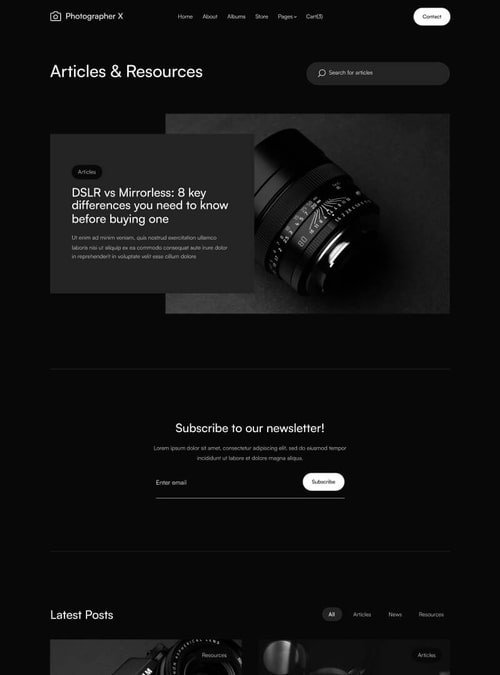 Photographer X
Home About Albums Store Pages Cart(3)
Contact
Articles & Resources
Search for articles
Articles
DSLR vs Mirrorless: 8 key
differences you need to know
before buying one
Ut enim ad minim veniam, quis nostrud exercitation ullamco
laboris nisi ut aliquip ex ea commodo consequat aute irure dolor
in reprehenderit in voluptate velit esse cillum dolore.
Subscribe to our newsletter!
Lorem ipsum dolor sit amet, consectetur adipiscing elit, sed do eiusmod tempor
incididunt ut labore et dolore magna aliqua.
Enter email
Subscribe
Latest Posts
All Articles News Resources
Resources
Articles